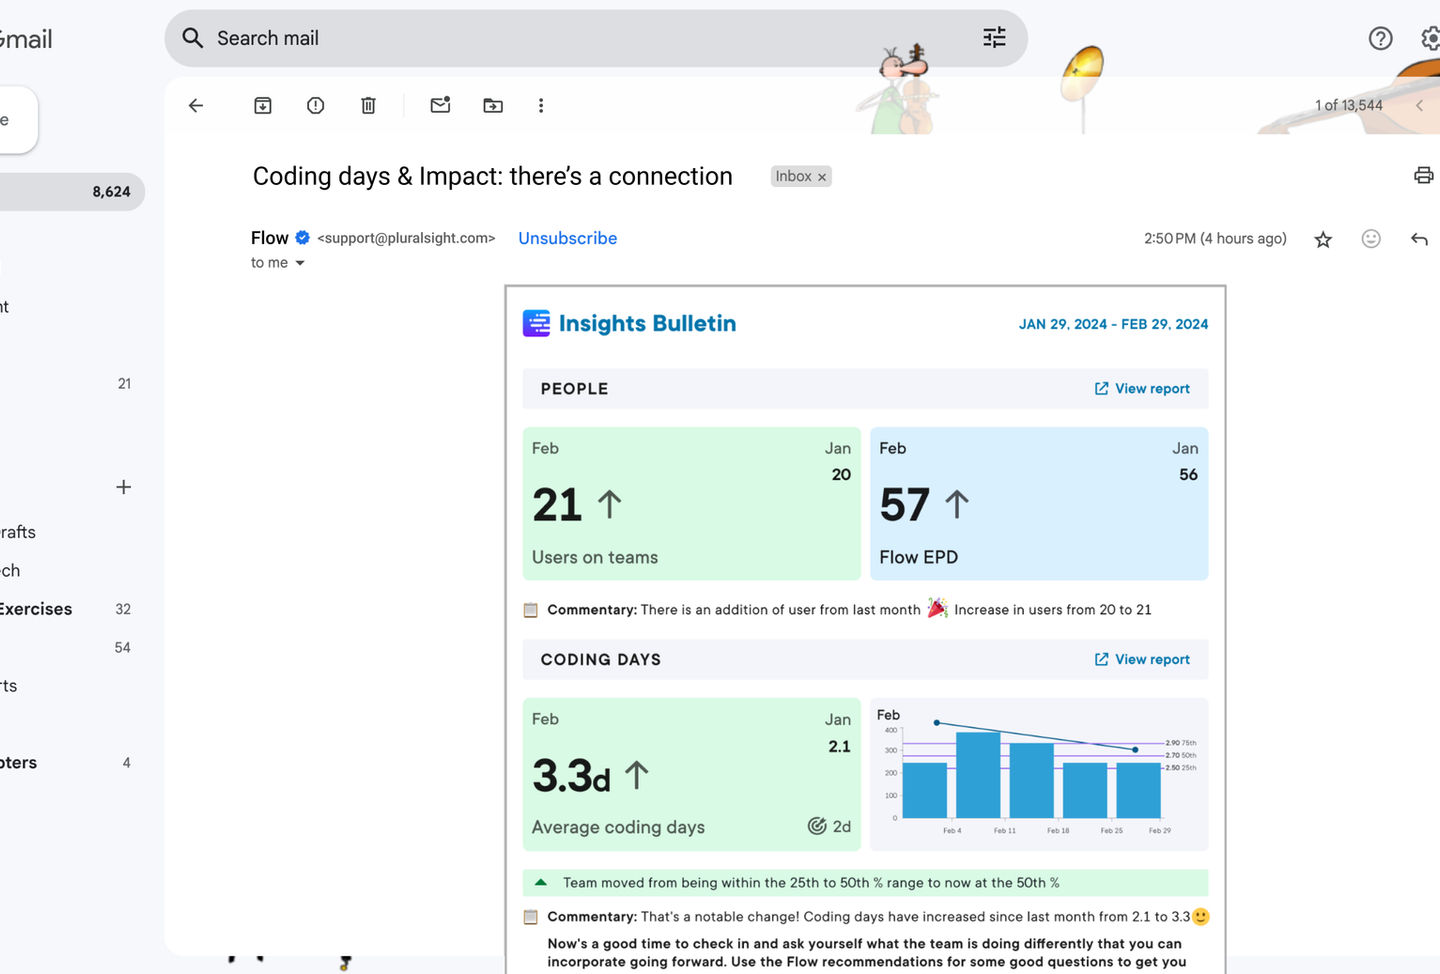 Gmail
Search mail
e
8,624
1 of 13,544
Coding days & Impact: there's a connection
Inbox ×
Flow <support@pluralsight.com> Unsubscribe
2:50 PM (4 hours ago)
to me
nt
21
rafts
ech
Exercises 32
54
rts
pters 4
Insights Bulletin
JAN 29, 2024 - FEB 29, 2024
PEOPLE
View report
Feb
Jan
20
21 ↑
Users on teams
Feb
Jan
56
57 ↑
Flow EPD
Commentary: There is an addition of user from last month 🎉 Increase in users from 20 to 21
CODING DAYS
View report
Feb
Jan
2.1
3.3d ↑
Average coding days
2d
Feb
400
300
200
100
0
2.90 75th
2.70 50th
2.50 25th
Feb 4 Feb 11 Feb 18 Feb 25 Feb 29
Team moved from being within the 25th to 50th % range to now at the 50th %
Commentary: That's a notable change! Coding days have increased since last month from 2.1 to 3.3🙂
Now's a good time to check in and ask yourself what the team is doing differently that you can
incorporate going forward. Use the Flow recommendations for some good questions to get you